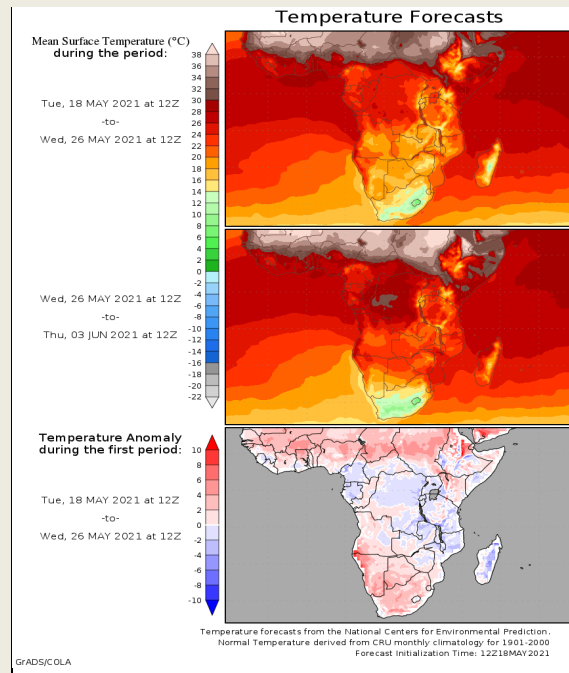 Temperature Forecasts
Mean Surface Temperature (°C)
during the period:
Tue, 18 MAY 2021 at 12Z
-to-
Wed, 26 MAY 2021 at 12Z
38
36
34
32
30
28
26
24
22
20
18
16
14
12
10
8
6
4
2
0
-2
-4
-6
-8
-10
-12
-14
-16
-18
-20
-22
Wed, 26 MAY 2021 at 12Z
-to-
Thu, 03 JUN 2021 at 12Z
Temperature Anomaly
during the first period:
Tue, 18 MAY 2021 at 12Z
-to-
Wed, 26 MAY 2021 at 12Z
10
8
6
4
2
0
-2
-4
-6
-8
-10
Temperature forecasts from the National Centers for Environmental Prediction.
Normal Temperature derived from CRU monthly climatology for 1901-2000
Forecast Initialization Time: 12Z18MAY2021
GrADS/COLA